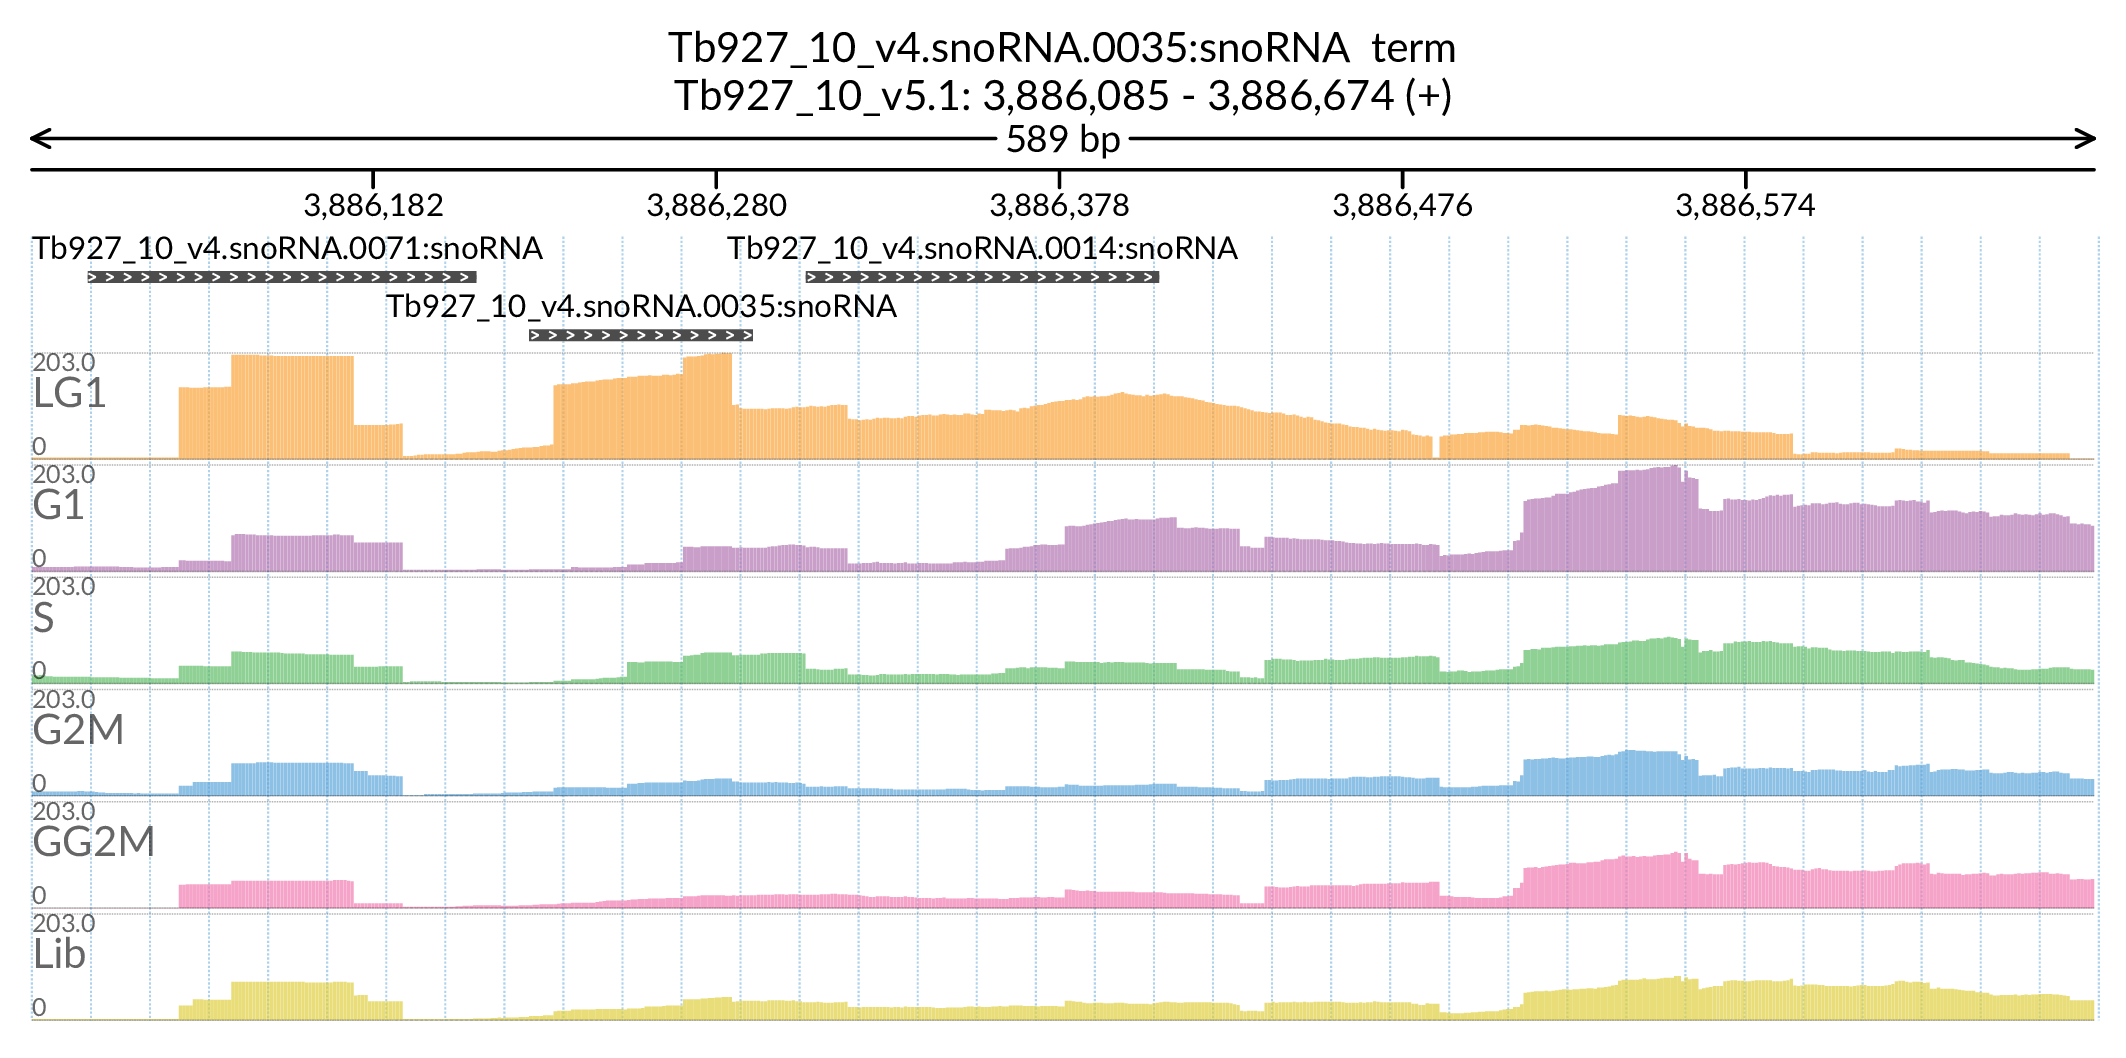 Tb927_10_v4.snoRNA.0035:snoRNA term
Tb927_10_v5.1: 3,886,085 - 3,886,674 (+)
589 bp
3,886,182 3,886,280 3,886,378 3,886,476 3,886,574
Tb927_10_v4.snoRNA.0071:snoRNA Tb927_10_v4.snoRNA.0014:snoRNA
Tb927_10_v4.snoRNA.0035:snoRNA
203.0
LG1
0
203.0
G1
0
203.0
S
0
203.0
G2M
0
203.0
GG2M
0
203.0
Lib
0